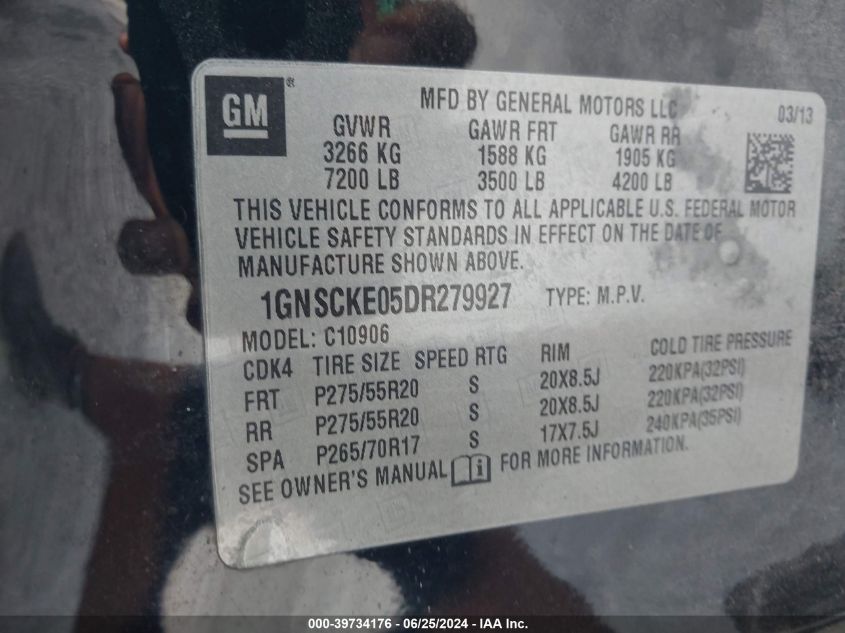 GM®
MFD BY GENERAL MOTORS LLC 03/13
GVWR GAWR FRT GAWR RR
3266 KG 1588 KG 1905 KG
7200 LB 3500 LB 4200 LB
THIS VEHICLE CONFORMS TO ALL APPLICABLE U.S. FEDERAL MOTOR
VEHICLE SAFETY STANDARDS IN EFFECT ON THE DATE OF
MANUFACTURE SHOWN ABOVE.
1GNSCKE05DR279927 TYPE: M.P.V.
MODEL: C10906
CDK4 TIRE SIZE SPEED RTG RIM COLD TIRE PRESSURE
FRT P275/55R20 S 20X8.5J 220KPA(32PSI)
RR P275/55R20 S 20X8.5J 220KPA(32PSI)
SPA P265/70R17 S 17X7.5J 240KPA(35PSI)
SEE OWNER'S MANUAL FOR MORE INFORMATION.
000-39734176 - 06/25/2024 - IAA Inc.